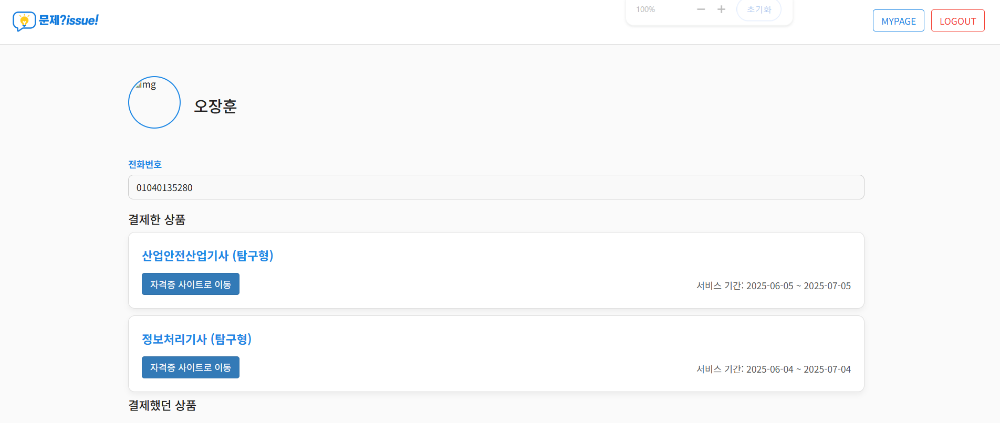 문제?issue!
100%
초기화
MYPAGE
LOGOUT
img
오장훈
전화번호
01040135280
결제한 상품
산업안전산업기사 (탐구형)
자격증 사이트로 이동
서비스 기간: 2025-06-05 ~ 2025-07-05
정보처리기사 (탐구형)
자격증 사이트로 이동
서비스 기간: 2025-06-04 ~ 2025-07-04
결제했던 상품